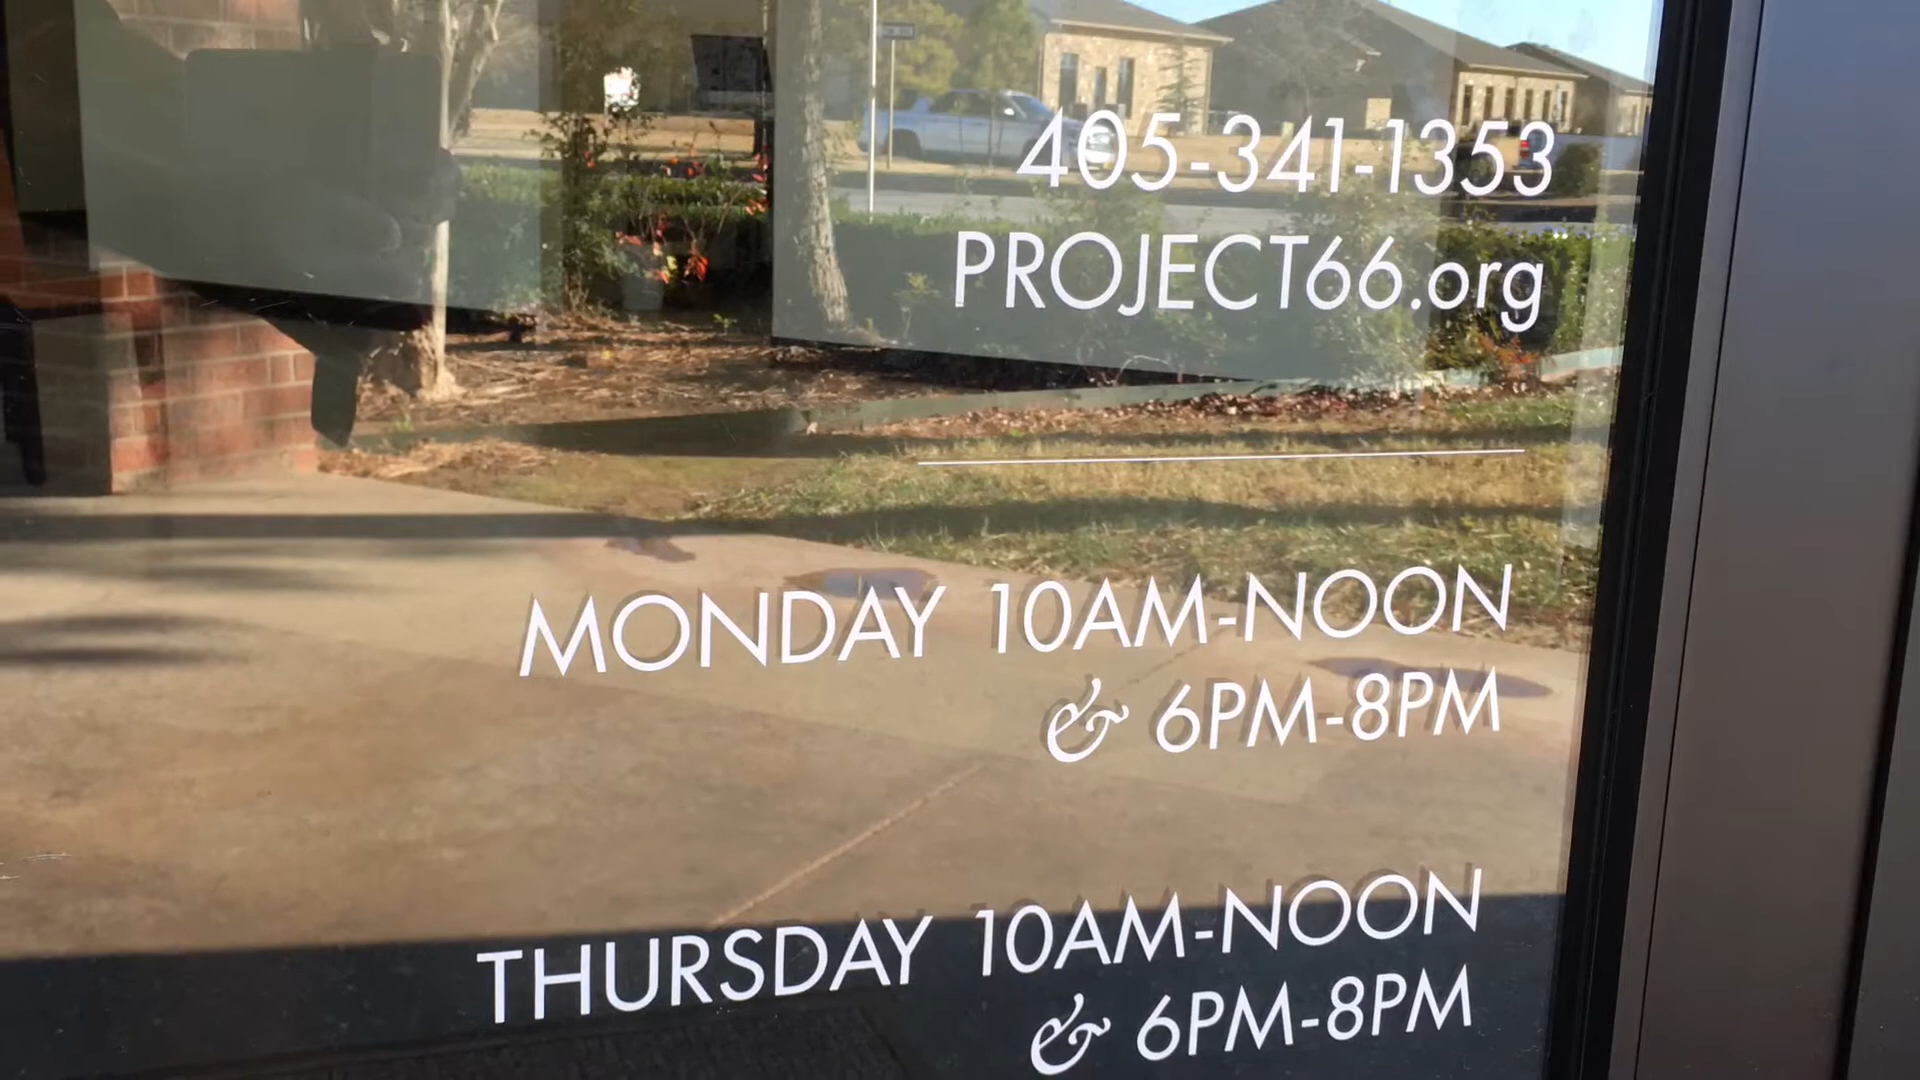 405-341-1353
PROJECT66.org
MONDAY 10AM-NOON
& 6PM-8PM
THURSDAY 10AM-NOON
& 6PM-8PM